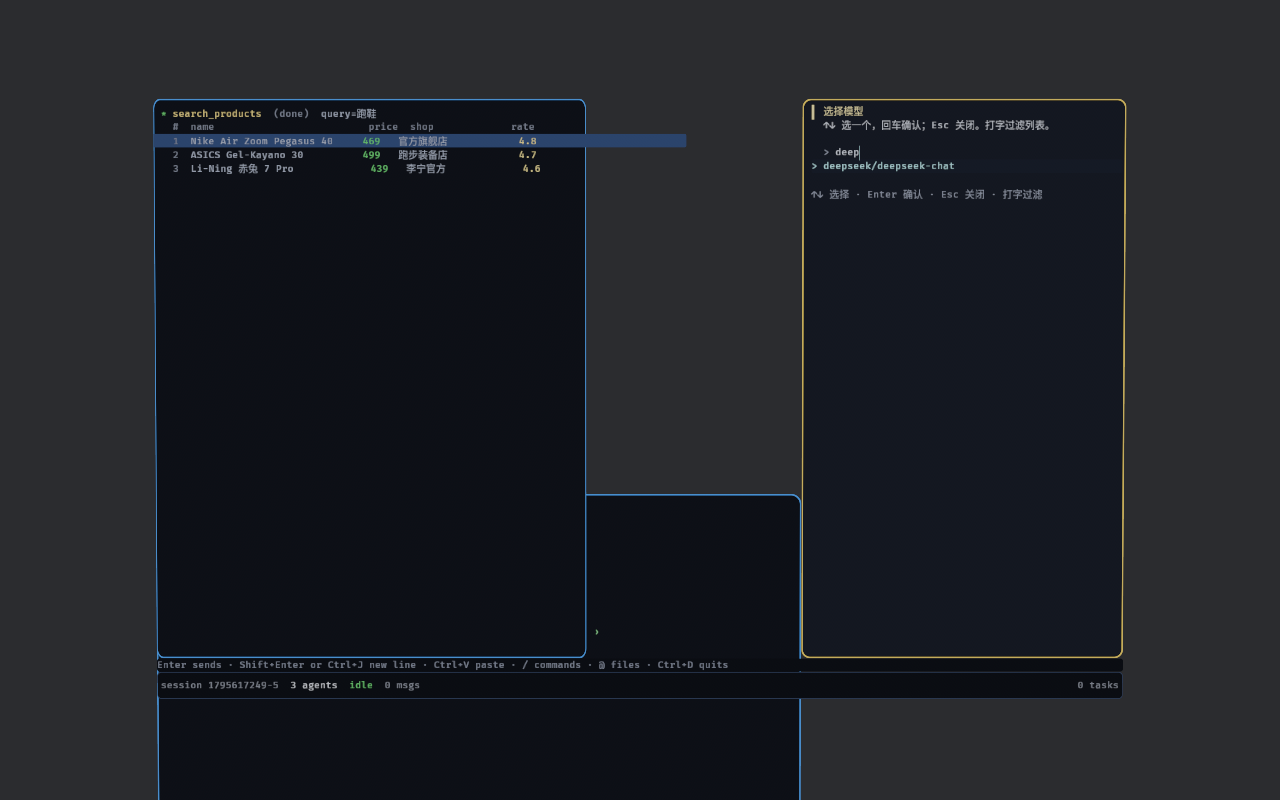 * search_products (done) query=跑鞋
# name price shop rate
1 Nike Air Zoom Pegasus 40 469 官方旗舰店 4.8
2 ASICS Gel-Kayano 30 499 跑步装备店 4.7
3 Li-Ning 赤兔 7 Pro 439 李宁官方 4.6
选择模型
↑↓ 选一个，回车确认；Esc 关闭。打字过滤列表。
> deep
> deepseek/deepseek-chat
↑↓ 选择 · Enter 确认 · Esc 关闭 · 打字过滤
›
Enter sends · Shift+Enter or Ctrl+J new line · Ctrl+V paste · / commands · @ files · Ctrl+D quits
session 1795617249-5 3 agents idle 0 msgs 0 tasks